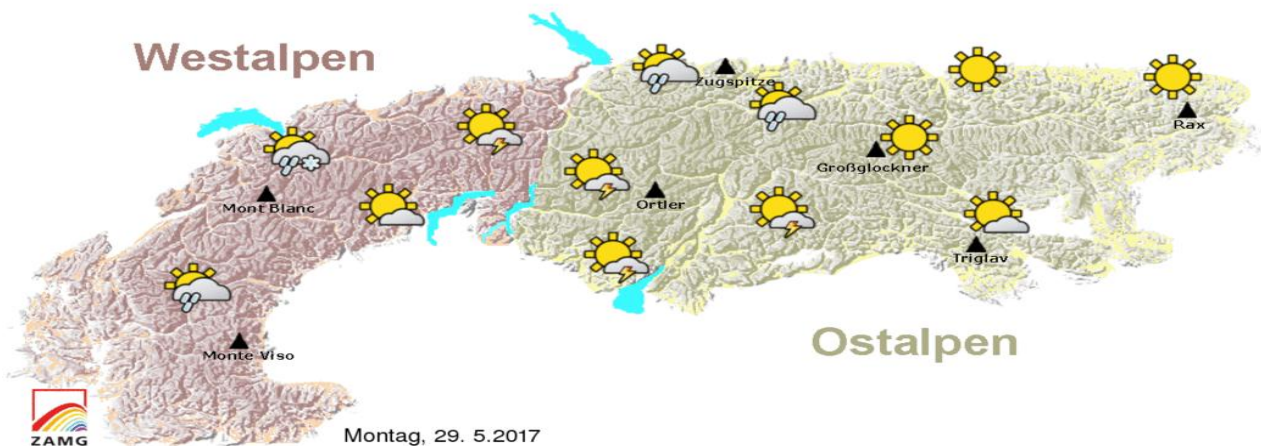 Westalpen
Zugspitze
Rax
Großglockner
Mont Blanc
Ortler
Triglav
Ostalpen
Monte Viso
ZAMG
Montag, 29. 5.2017